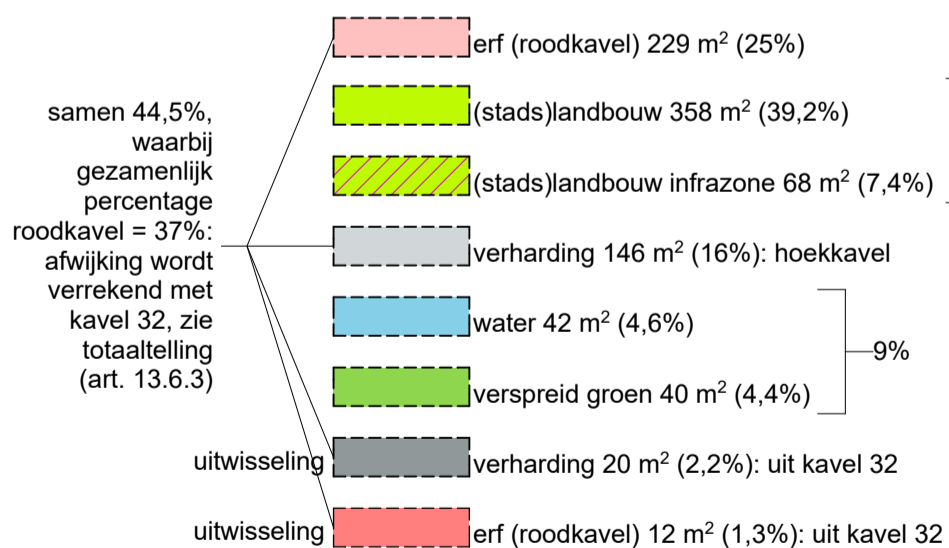 samen 44,5%,
waarbij
gezamenlijk
percentage
roodkavel = 37%:
afwijking wordt
verrekend met
kavel 32, zie
totaaltelling
(art. 13.6.3)
erf (roodkavel) 229 m² (25%)
(stads)landbouw 358 m² (39,2%)
(stads)landbouw infrazone 68 m² (7,4%)
verharding 146 m² (16%): hoekkavel
water 42 m² (4,6%)
verspreid groen 40 m² (4,4%)
9%
uitwisseling verharding 20 m² (2,2%): uit kavel 32
uitwisseling erf (roodkavel) 12 m² (1,3%): uit kavel 32